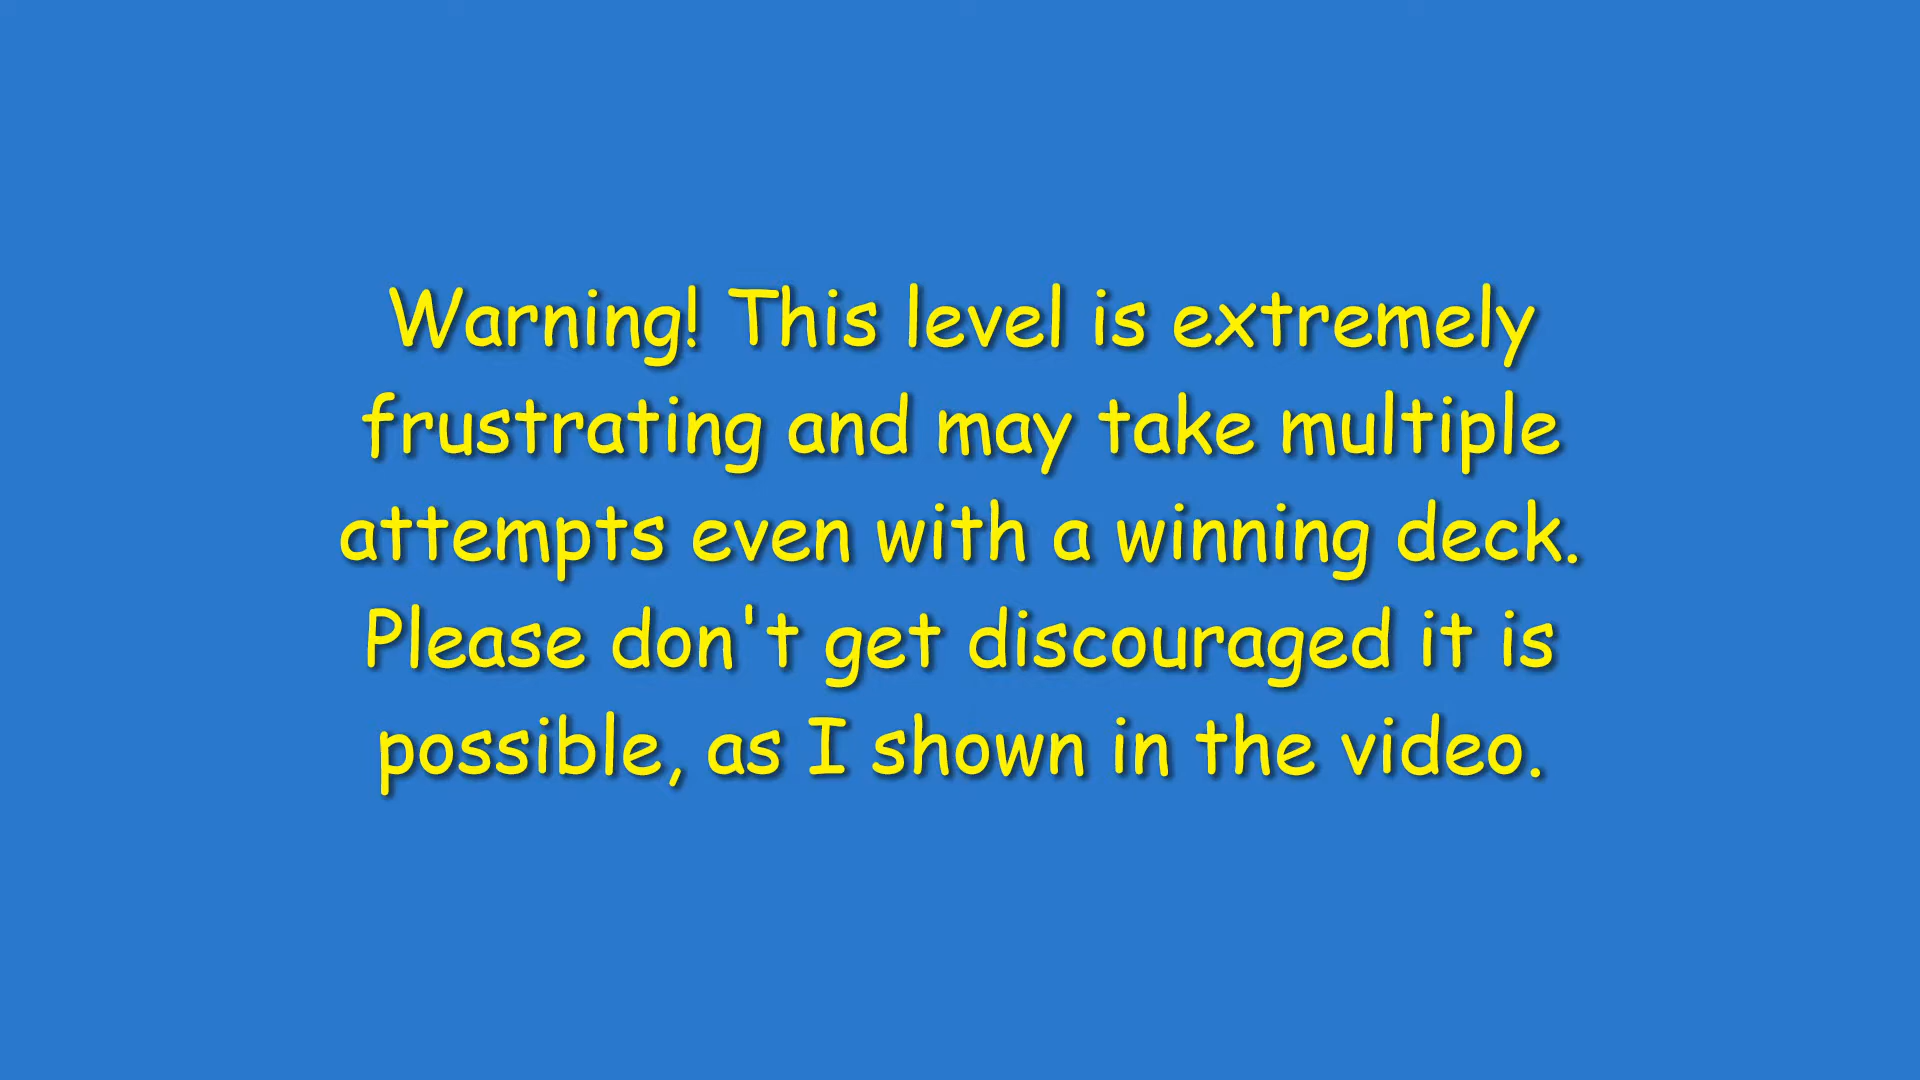 Warning! This level is extremely
frustrating and may take multiple
attempts even with a winning deck.
Please don't get discouraged it is
possible, as I shown in the video.